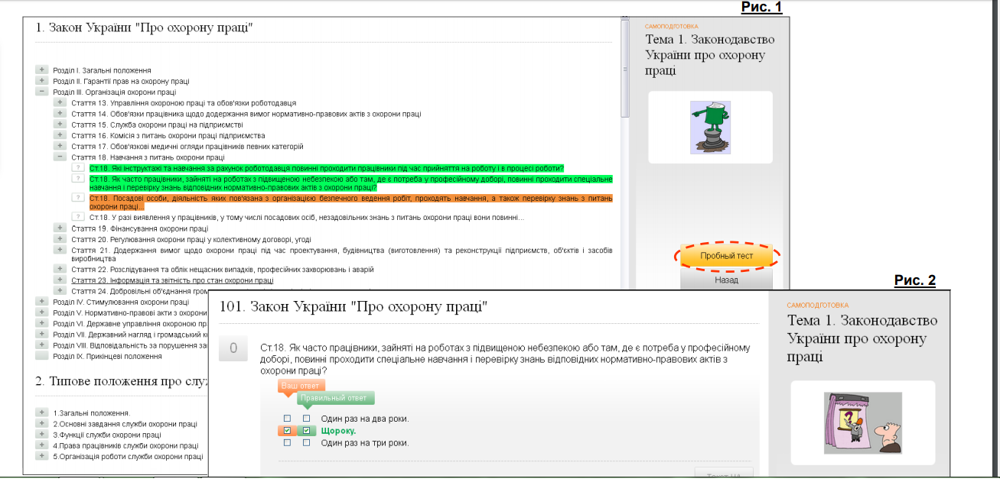 Рис. 1
1. Закон України "Про охорону праці"
Розділ I. Загальні положення
Розділ II. Гарантії прав на охорону праці
Розділ III. Організація охорони праці
Стаття 13. Управління охороною праці та обов'язки роботодавця
Стаття 14. Обов'язки працівника щодо додержання вимог нормативно-правових актів з охорони праці
Стаття 15. Служба охорони праці на підприємстві
Стаття 16. Комісія з питань охорони праці підприємства
Стаття 17. Обов'язкові медичні огляди працівників певних категорій
Стаття 18. Навчання з питань охорони праці
Ст.18. Які інструктажі та навчання за рахунок роботодавця повинні проходити працівники під час прийняття на роботу і в процесі роботи?
Ст.18. Як часто працівники, зайняті на роботах з підвищеною небезпекою або там, де є потреба у професійному доборі, повинні проходити спеціальне
навчання і перевірку знань відповідних нормативно-правових актів з охорони праці?
Ст.18. Посадові особи, діяльність яких пов'язана з організацією безпечного ведення робіт, проходять навчання, а також перевірку знань з питань
охорони праці...
Ст.18. У разі виявлення у працівників, у тому числі посадових осіб, незадовільних знань з питань охорони праці вони повинні...
Стаття 19. Фінансування охорони праці
Стаття 20. Регулювання охорони праці у колективному договорі, угоді
Стаття 21. Додержання вимог щодо охорони праці під час проектування, будівництва (виготовлення) та реконструкції підприємств, об'єктів і засобів
виробництва
Стаття 22. Розслідування та облік нещасних випадків, професійних захворювань і аварій
Стаття 23. Інформація та звітність про стан охорони праці
Стаття 24. Добровільні об'єднання гром
Розділ IV. Стимулювання охорони праці
Розділ V. Нормативно-правові акти з охорони
Розділ VI. Державне управління охороною пр
Розділ VII. Державний нагляд і громадський к
Розділ VIII. Відповідальність за порушення за
Розділ IX. Прикінцеві положення
2. Типове положення про служ
1.Загальні положення.
2.Основні завдання служби охорони праці
3.Функції служби охорони праці
4.Права працівників служби охорони праці
5.Організація роботи служби охорони праці
САМОПОДГОТОВКА
Тема 1. Законодавство
України про охорону
праці
Пробный тест
Назад
Рис. 2
101. Закон України "Про охорону праці"
0
Ст.18. Як часто працівники, зайняті на роботах з підвищеною небезпекою або там, де є потреба у професійному
доборі, повинні проходити спеціальне навчання і перевірку знань відповідних нормативно-правових актів з
охорони праці?
Ваш ответ
Правильный ответ
Один раз на два роки.
Щороку.
Один раз на три роки.
САМОПОДГОТОВКА
Тема 1. Законодавство
України про охорону
праці